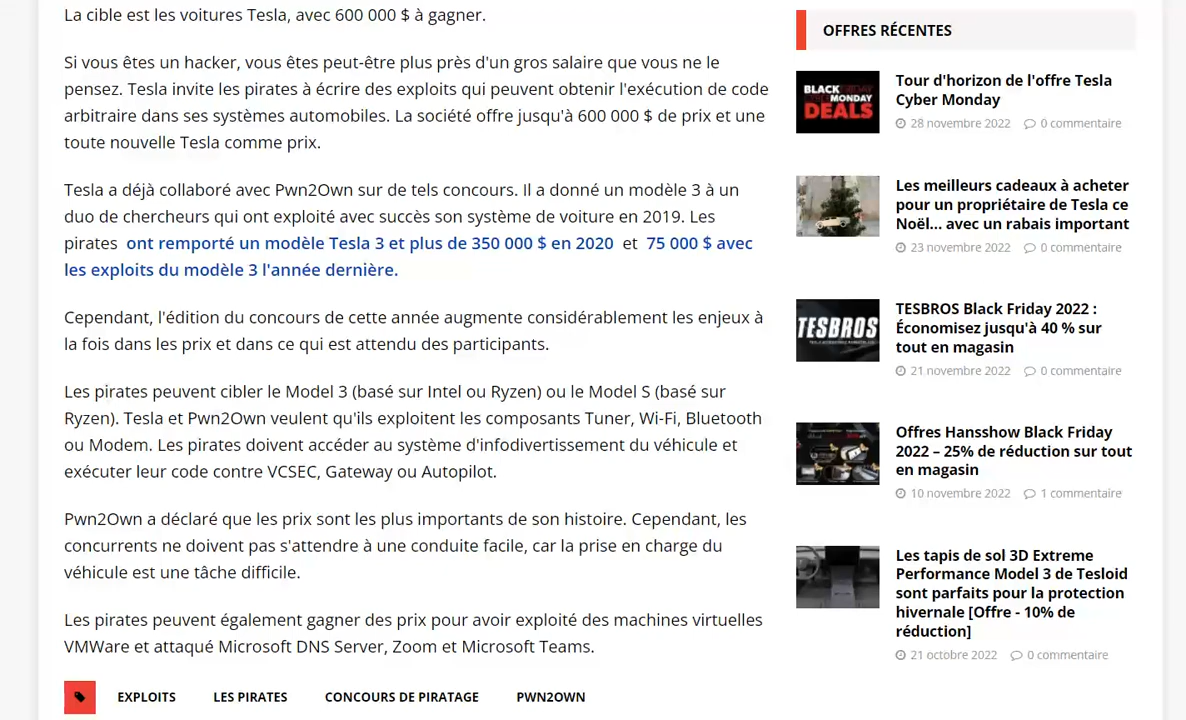 La cible est les voitures Tesla, avec 600 000 $ à gagner.
Si vous êtes un hacker, vous êtes peut-être plus près d'un gros salaire que vous ne le
pensez. Tesla invite les pirates à écrire des exploits qui peuvent obtenir l'exécution de code
arbitraire dans ses systèmes automobiles. La société offre jusqu'à 600 000 $ de prix et une
toute nouvelle Tesla comme prix.
Tesla a déjà collaboré avec Pwn2Own sur de tels concours. Il a donné un modèle 3 à un
duo de chercheurs qui ont exploité avec succès son système de voiture en 2019. Les
pirates ont remporté un modèle Tesla 3 et plus de 350 000 $ en 2020 et 75 000 $ avec
les exploits du modèle 3 l'année dernière.
Cependant, l'édition du concours de cette année augmente considérablement les enjeux à
la fois dans les prix et dans ce qui est attendu des participants.
Les pirates peuvent cibler le Model 3 (basé sur Intel ou Ryzen) ou le Model S (basé sur
Ryzen). Tesla et Pwn2Own veulent qu'ils exploitent les composants Tuner, Wi-Fi, Bluetooth
ou Modem. Les pirates doivent accéder au système d'infodivertissement du véhicule et
exécuter leur code contre VCSEC, Gateway ou Autopilot.
Pwn2Own a déclaré que les prix sont les plus importants de son histoire. Cependant, les
concurrents ne doivent pas s'attendre à une conduite facile, car la prise en charge du
véhicule est une tâche difficile.
Les pirates peuvent également gagner des prix pour avoir exploité des machines virtuelles
VMWare et attaqué Microsoft DNS Server, Zoom et Microsoft Teams.
EXPLOITS LES PIRATES CONCOURS DE PIRATAGE PWN2OWN
OFFRES RÉCENTES
BLACK
MONDAY
DEALS
Tour d'horizon de l'offre Tesla
Cyber Monday
28 novembre 2022 0 commentaire
Les meilleurs cadeaux à acheter
pour un propriétaire de Tesla ce
Noël... avec un rabais important
23 novembre 2022 0 commentaire
TESBROS
TESBROS Black Friday 2022 :
Économisez jusqu'à 40 % sur
tout en magasin
21 novembre 2022 0 commentaire
Offres Hansshow Black Friday
2022 – 25% de réduction sur tout
en magasin
10 novembre 2022 1 commentaire
Les tapis de sol 3D Extreme
Performance Model 3 de Tesloid
sont parfaits pour la protection
hivernale [Offre - 10% de
réduction]
21 octobre 2022 0 commentaire